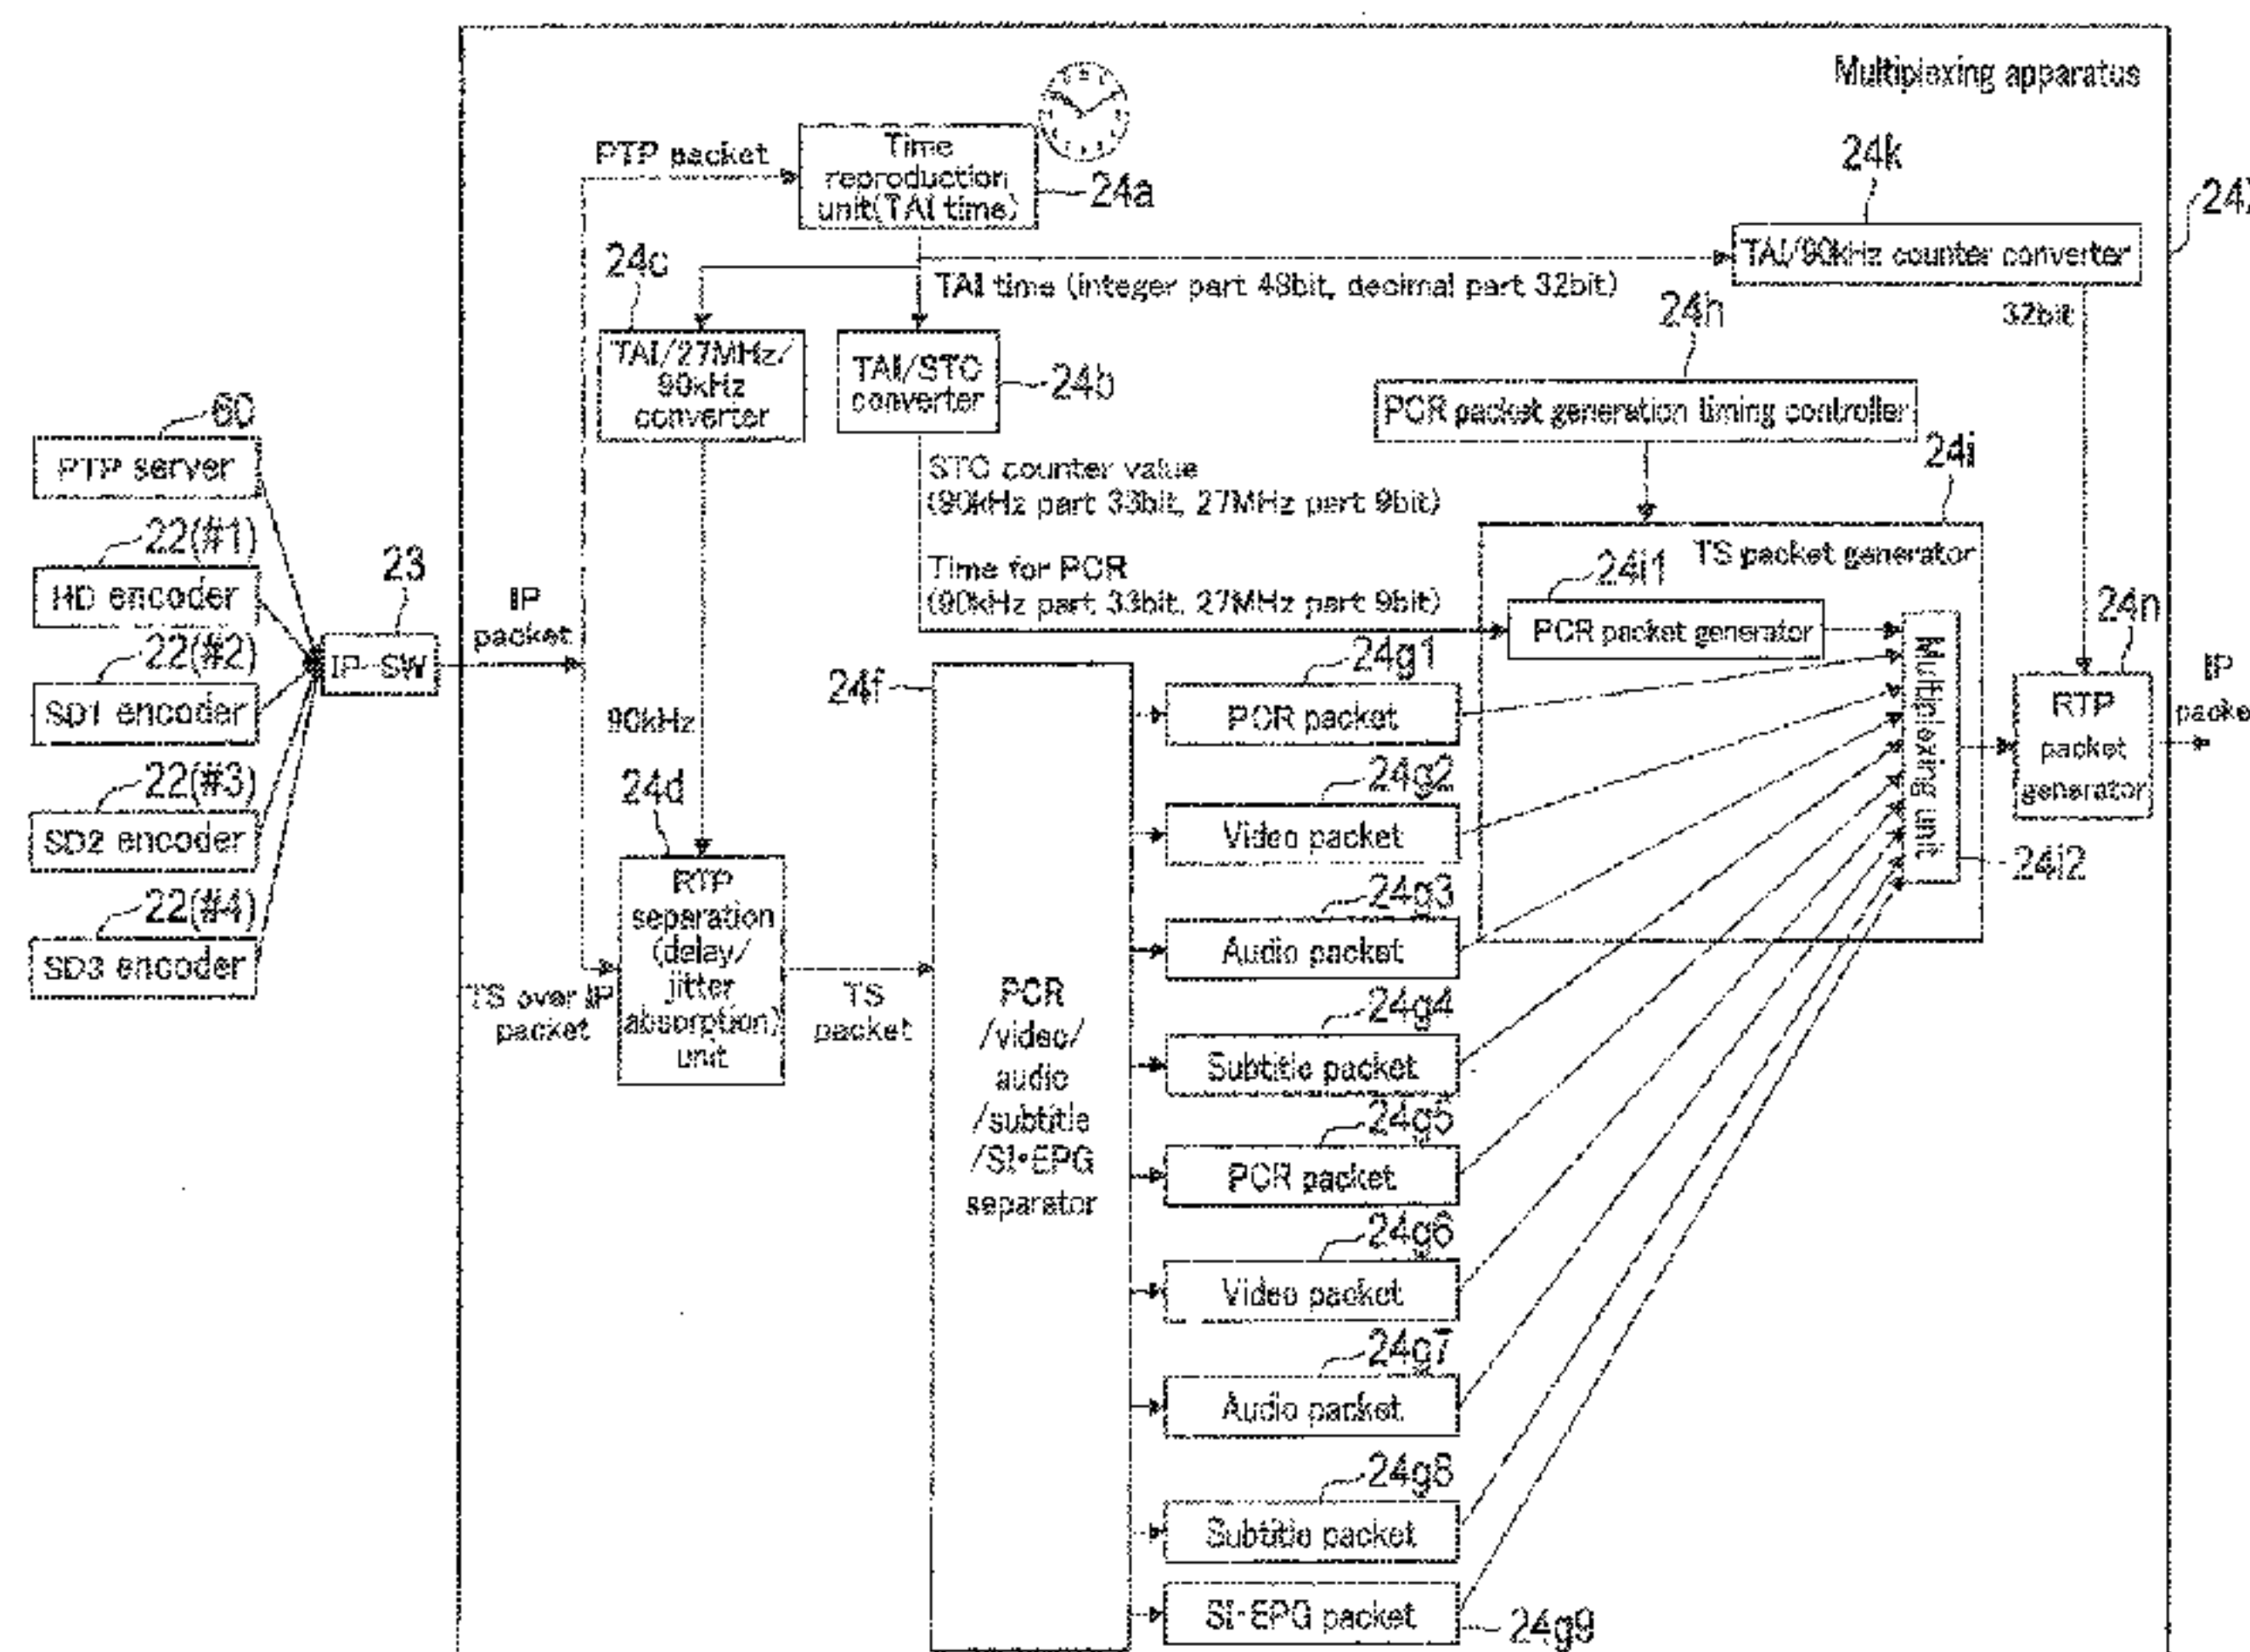 Multiplexing apparatus
PTP packet
Time
reproduction
unit(TAI time)
24a
24k
TAI/90kHz counter converter
24c
TAI time (integer part 48bit, decimal part 32bit)
32bit
TAI/27MHz/
90kHz
converter
TAI/STC
converter
24b
24h
PCR packet generation timing controller
60
PTP server
22(#1)
HD encoder
22(#2)
SD1 encoder
22(#3)
SD2 encoder
22(#4)
SD3 encoder
23
IP-SW
IP
packet
STC counter value
(90kHz part 33bit, 27MHz part 9bit)
Time for PCR
(90kHz part 33bit, 27MHz part 9bit)
24i
TS packet generator
24i1
PCR packet generator
Multiplexing unit
24i2
24n
RTP
packet
generator
IP
packe
90kHz
24d
RTP
separation
(delay/
jitter
absorption)
unit
TS over IP
packet
TS
packet
24f
PCR
/video/
audio
/subtitle
/SI•EPG
separator
24g1
PCR packet
24g2
Video packet
24g3
Audio packet
24g4
Subtitle packet
24g5
PCR packet
24g6
Video packet
24g7
Audio packet
24g8
Subtitle packet
SI•EPG packet
24g9